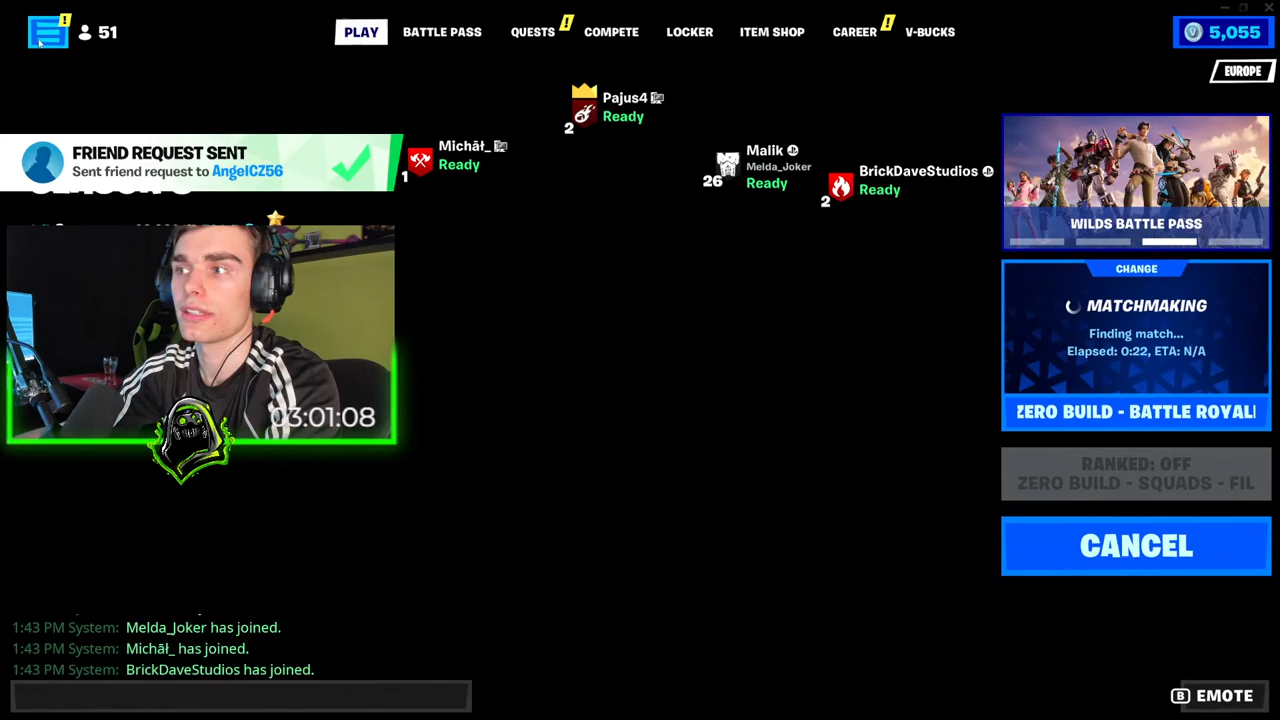 51
PLAY
BATTLE PASS
QUESTS
COMPETE
LOCKER
ITEM SHOP
CAREER
V-BUCKS
5,055
EUROPE
Pajus4
Ready
2
Michāł_
Ready
1
Malik
Melda_Joker
Ready
26
BrickDaveStudios
Ready
2
FRIEND REQUEST SENT
Sent friend request to AngelCZ56
WILDS BATTLE PASS
CHANGE
MATCHMAKING
Finding match...
Elapsed: 0:22, ETA: N/A
ZERO BUILD - BATTLE ROYAL
RANKED: OFF
ZERO BUILD - SQUADS - FIL
CANCEL
03:01:08
1:43 PM System: Melda_Joker has joined.
1:43 PM System: Michāł_ has joined.
1:43 PM System: BrickDaveStudios has joined.
B EMOTE